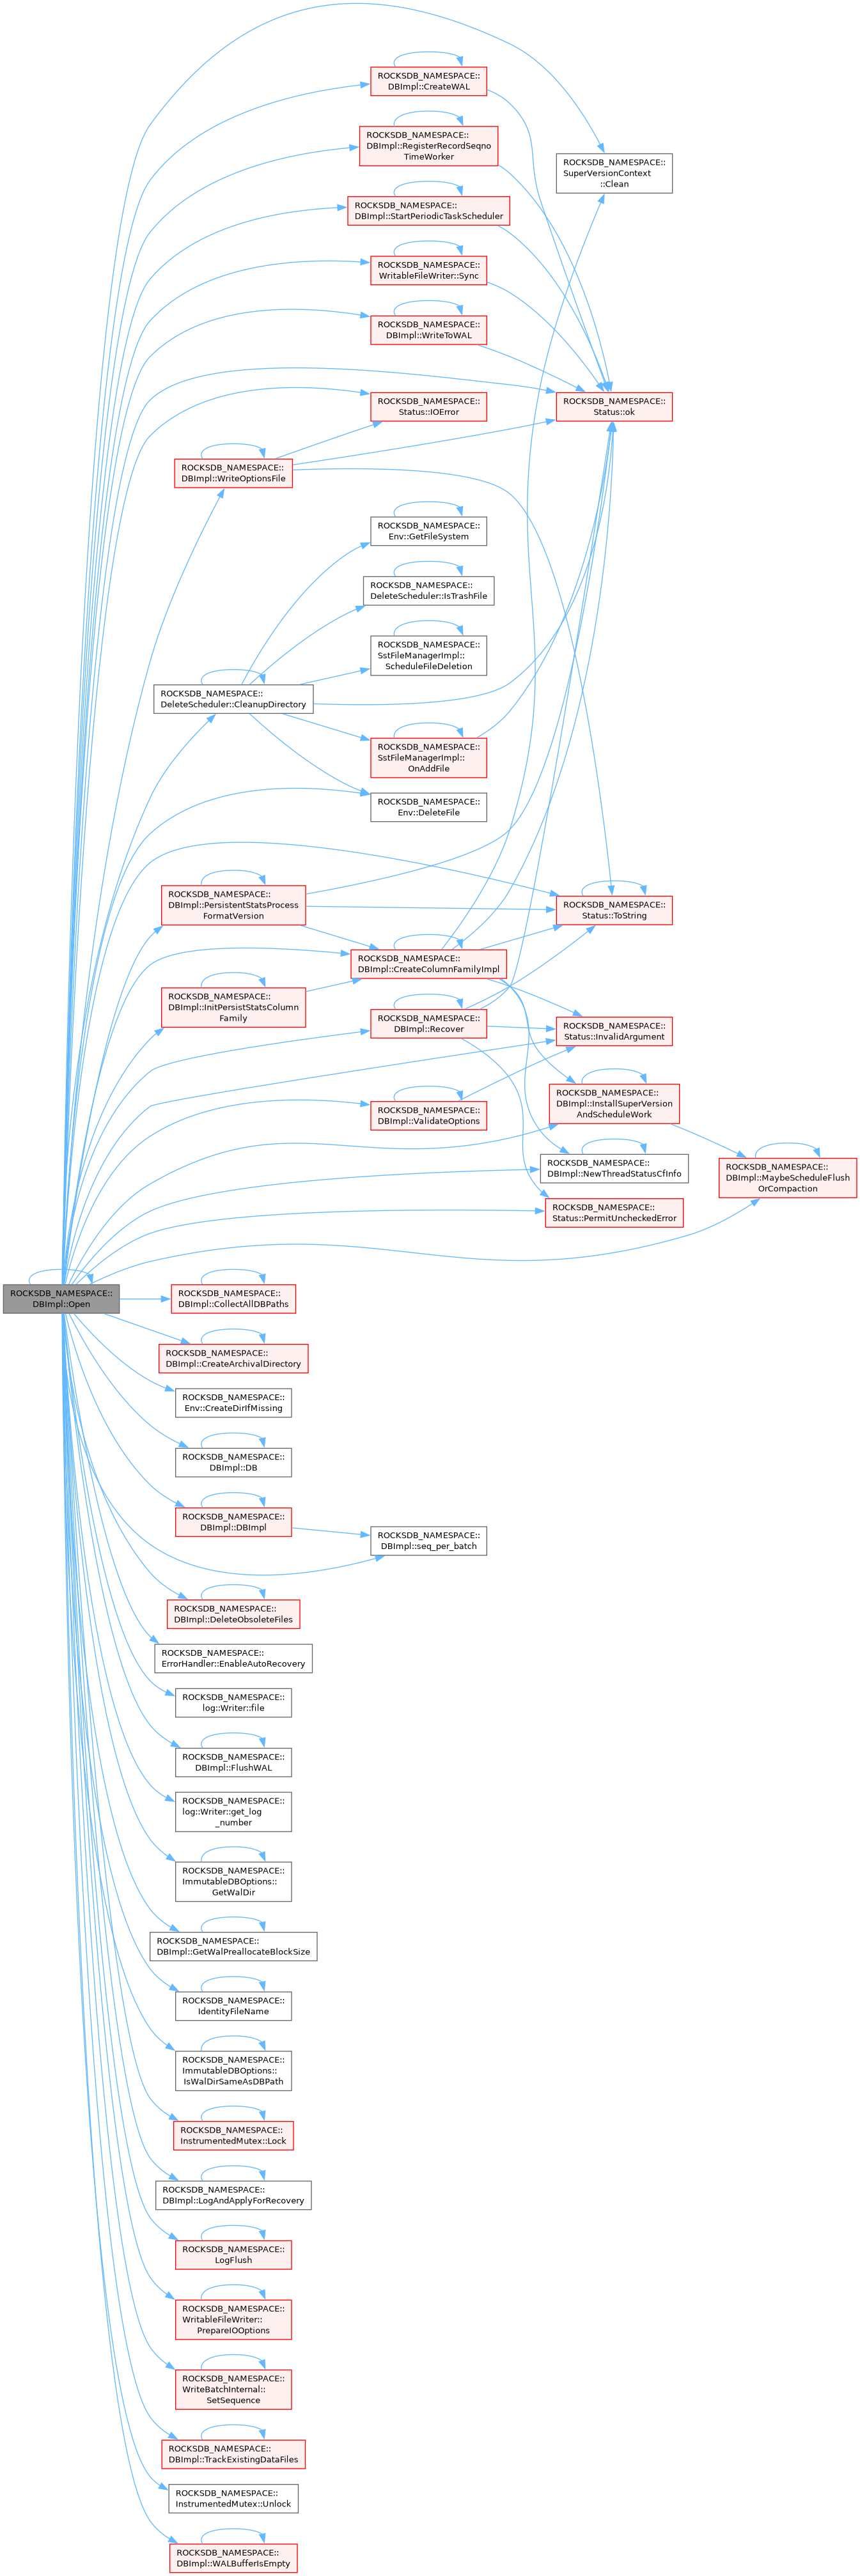 ROCKSDB_NAMESPACE::
DBImpl::CreateWAL
ROCKSDB_NAMESPACE::
DBImpl::RegisterRecordSeqno
TimeWorker
ROCKSDB_NAMESPACE::
SuperVersionContext
::Clean
ROCKSDB_NAMESPACE::
DBImpl::StartPeriodicTaskScheduler
ROCKSDB_NAMESPACE::
WritableFileWriter::Sync
ROCKSDB_NAMESPACE::
DBImpl::WriteToWAL
ROCKSDB_NAMESPACE::
Status::IOError
ROCKSDB_NAMESPACE::
Status::ok
ROCKSDB_NAMESPACE::
DBImpl::WriteOptionsFile
ROCKSDB_NAMESPACE::
Env::GetFileSystem
ROCKSDB_NAMESPACE::
DeleteScheduler::IsTrashFile
ROCKSDB_NAMESPACE::
SstFileManagerImpl::
ScheduleFileDeletion
ROCKSDB_NAMESPACE::
DeleteScheduler::CleanupDirectory
ROCKSDB_NAMESPACE::
SstFileManagerImpl::
OnAddFile
ROCKSDB_NAMESPACE::
Env::DeleteFile
ROCKSDB_NAMESPACE::
DBImpl::PersistentStatsProcess
FormatVersion
ROCKSDB_NAMESPACE::
Status::ToString
ROCKSDB_NAMESPACE::
DBImpl::CreateColumnFamilyImpl
ROCKSDB_NAMESPACE::
DBImpl::InitPersistStatsColumn
Family
ROCKSDB_NAMESPACE::
DBImpl::Recover
ROCKSDB_NAMESPACE::
Status::InvalidArgument
ROCKSDB_NAMESPACE::
DBImpl::ValidateOptions
ROCKSDB_NAMESPACE::
DBImpl::InstallSuperVersion
AndScheduleWork
ROCKSDB_NAMESPACE::
DBImpl::NewThreadStatusCfInfo
ROCKSDB_NAMESPACE::
DBImpl::MaybeScheduleFlush
OrCompaction
ROCKSDB_NAMESPACE::
Status::PermitUncheckedError
ROCKSDB_NAMESPACE::
DBImpl::Open
ROCKSDB_NAMESPACE::
DBImpl::CollectAllDBPaths
ROCKSDB_NAMESPACE::
DBImpl::CreateArchivalDirectory
ROCKSDB_NAMESPACE::
Env::CreateDirIfMissing
ROCKSDB_NAMESPACE::
DBImpl::DB
ROCKSDB_NAMESPACE::
DBImpl::DBImpl
ROCKSDB_NAMESPACE::
DBImpl::seq_per_batch
ROCKSDB_NAMESPACE::
DBImpl::DeleteObsoleteFiles
ROCKSDB_NAMESPACE::
ErrorHandler::EnableAutoRecovery
ROCKSDB_NAMESPACE::
log::Writer::file
ROCKSDB_NAMESPACE::
DBImpl::FlushWAL
ROCKSDB_NAMESPACE::
log::Writer::get_log
_number
ROCKSDB_NAMESPACE::
ImmutableDBOptions::
GetWalDir
ROCKSDB_NAMESPACE::
DBImpl::GetWalPreallocateBlockSize
ROCKSDB_NAMESPACE::
IdentityFileName
ROCKSDB_NAMESPACE::
ImmutableDBOptions::
IsWalDirSameAsDBPath
ROCKSDB_NAMESPACE::
InstrumentedMutex::Lock
ROCKSDB_NAMESPACE::
DBImpl::LogAndApplyForRecovery
ROCKSDB_NAMESPACE::
LogFlush
ROCKSDB_NAMESPACE::
WritableFileWriter::
PrepareIOOptions
ROCKSDB_NAMESPACE::
WriteBatchInternal::
SetSequence
ROCKSDB_NAMESPACE::
DBImpl::TrackExistingDataFiles
ROCKSDB_NAMESPACE::
InstrumentedMutex::Unlock
ROCKSDB_NAMESPACE::
DBImpl::WALBufferIsEmpty